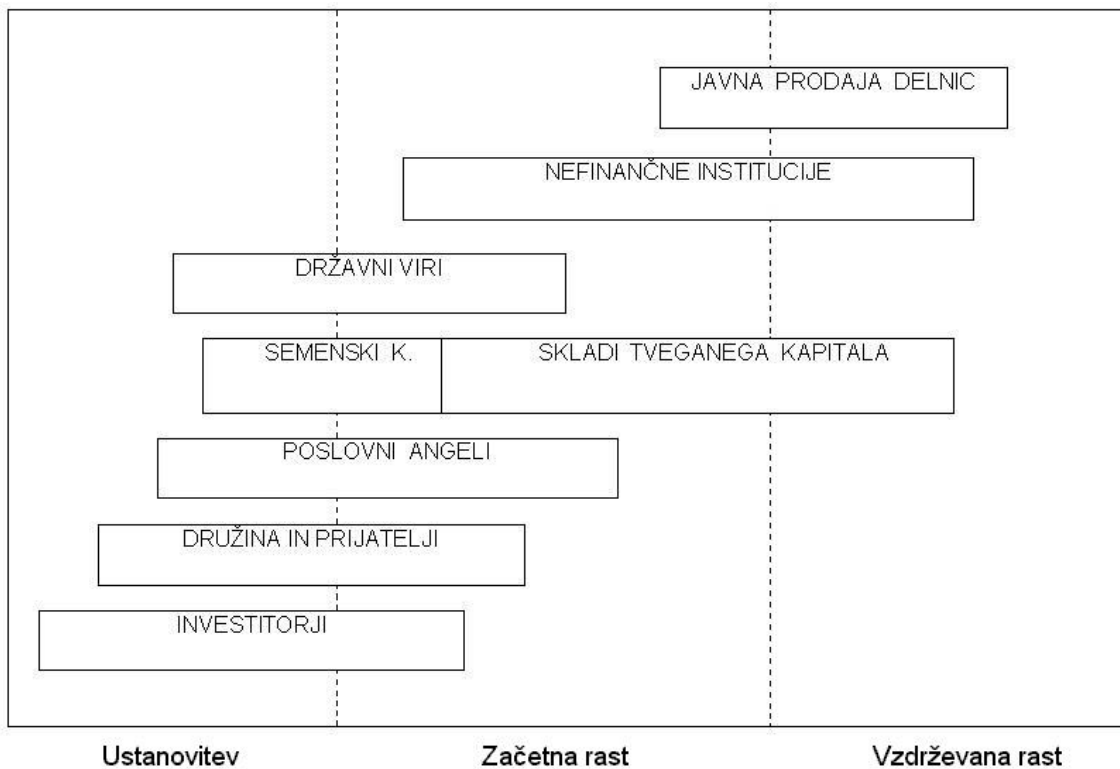 JAVNA PRODAJA DELNIC
NEFINANČNE INSTITUCIJE
DRŽAVNI VIRI
SEMENSKI K.
SKLADI TVEGANEGA KAPITALA
POSLOVNI ANGELI
DRUŽINA IN PRIJATELJI
INVESTITORJI
Ustanovitev
Začetna rast
Vzdrževana rast